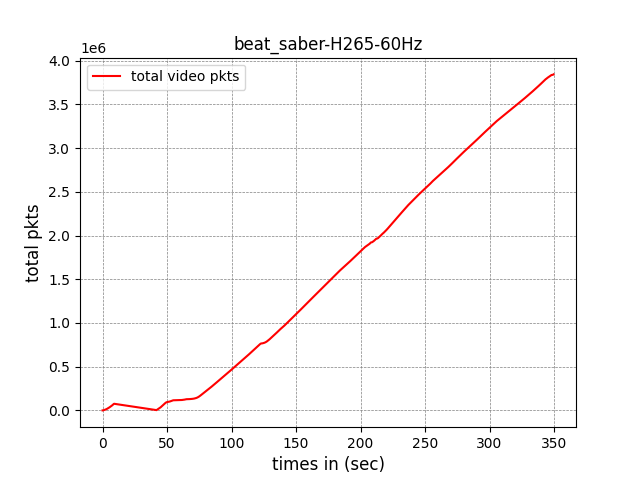 beat_saber-H265-60Hz
1e6
total video pkts
4.0
3.5
3.0
2.5
2.0
1.5
1.0
0.5
0.0
total pkts
0 50 100 150 200 250 300 350
times in (sec)